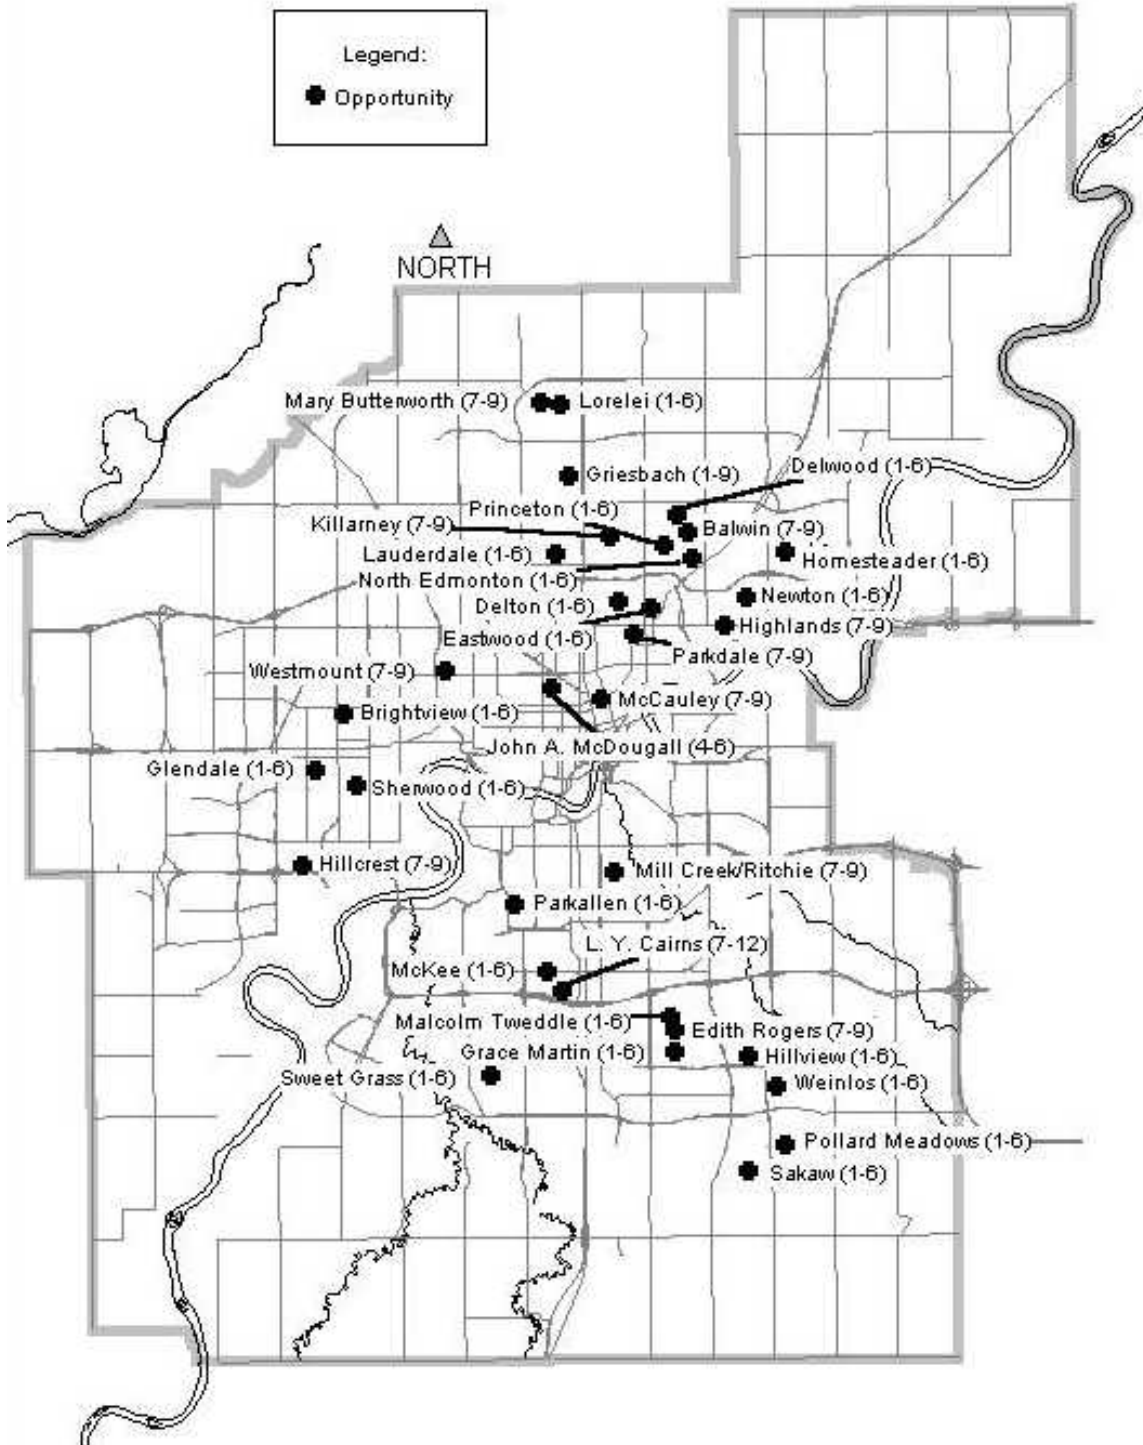 Legend:
Opportunity
NORTH
Mary Butterworth (7-9)
Lorelei (1-6)
Griesbach (1-9)
Delwood (1-6)
Princeton (1-6)
Killarney (7-9)
Balwin (7-9)
Lauderdale (1-6)
Homesteader (1-6)
North Edmonton (1-6)
Newton (1-6)
Delton (1-6)
Highlands (7-9)
Eastwood (1-6)
Parkdale (7-9)
Westmount (7-9)
McCauley (7-9)
Brightview (1-6)
John A. McDougall (4-6)
Glendale (1-6)
Sherwood (1-6)
Hillcrest (7-9)
Mill Creek/Ritchie (7-9)
Parkallen (1-6)
L. Y. Cairns (7-12)
McKee (1-6)
Malcolm Tweddle (1-6)
Edith Rogers (7-9)
Grace Martin (1-6)
Hillview (1-6)
Sweet Grass (1-6)
Weinlos (1-6)
Pollard Meadows (1-6)
Sakaw (1-6)